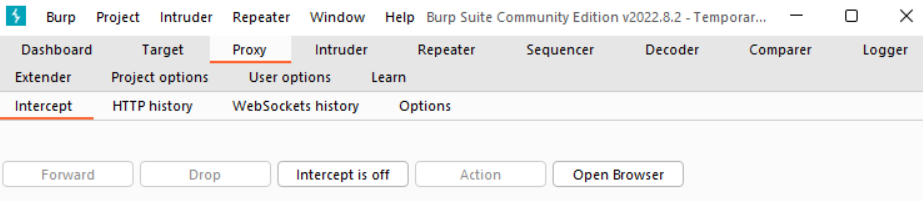 Burp Project Intruder Repeater Window Help Burp Suite Community Edition v2022.8.2 - Temporar...
Dashboard Target Proxy Intruder Repeater Sequencer Decoder Comparer Logger
Extender Project options User options Learn
Intercept HTTP history WebSockets history Options
Forward Drop Intercept is off Action Open Browser